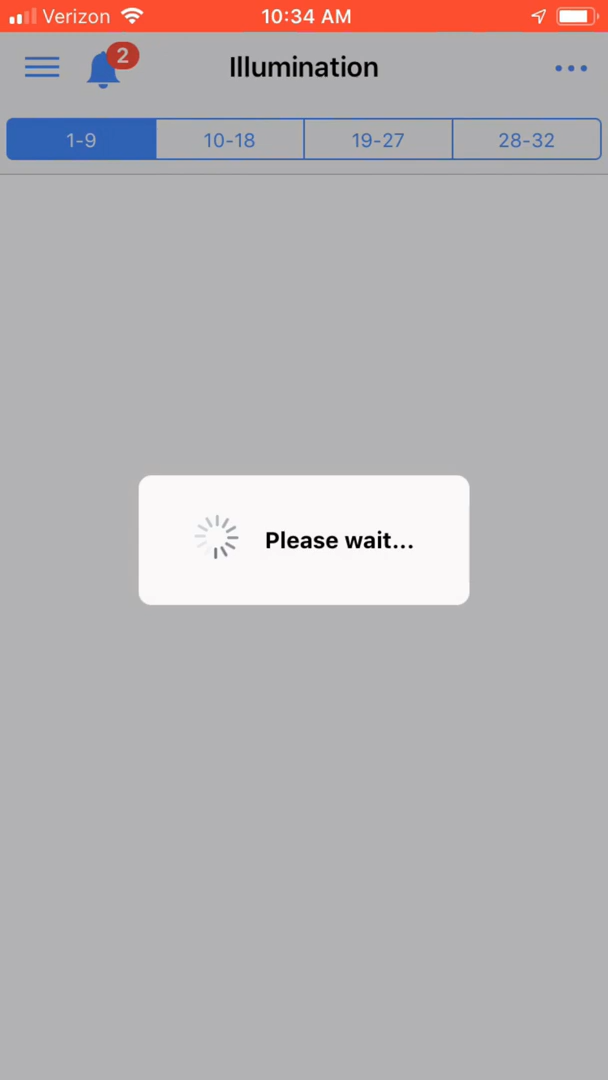 Verizon 10:34 AM
2
Illumination
1-9 10-18 19-27 28-32
Please wait...